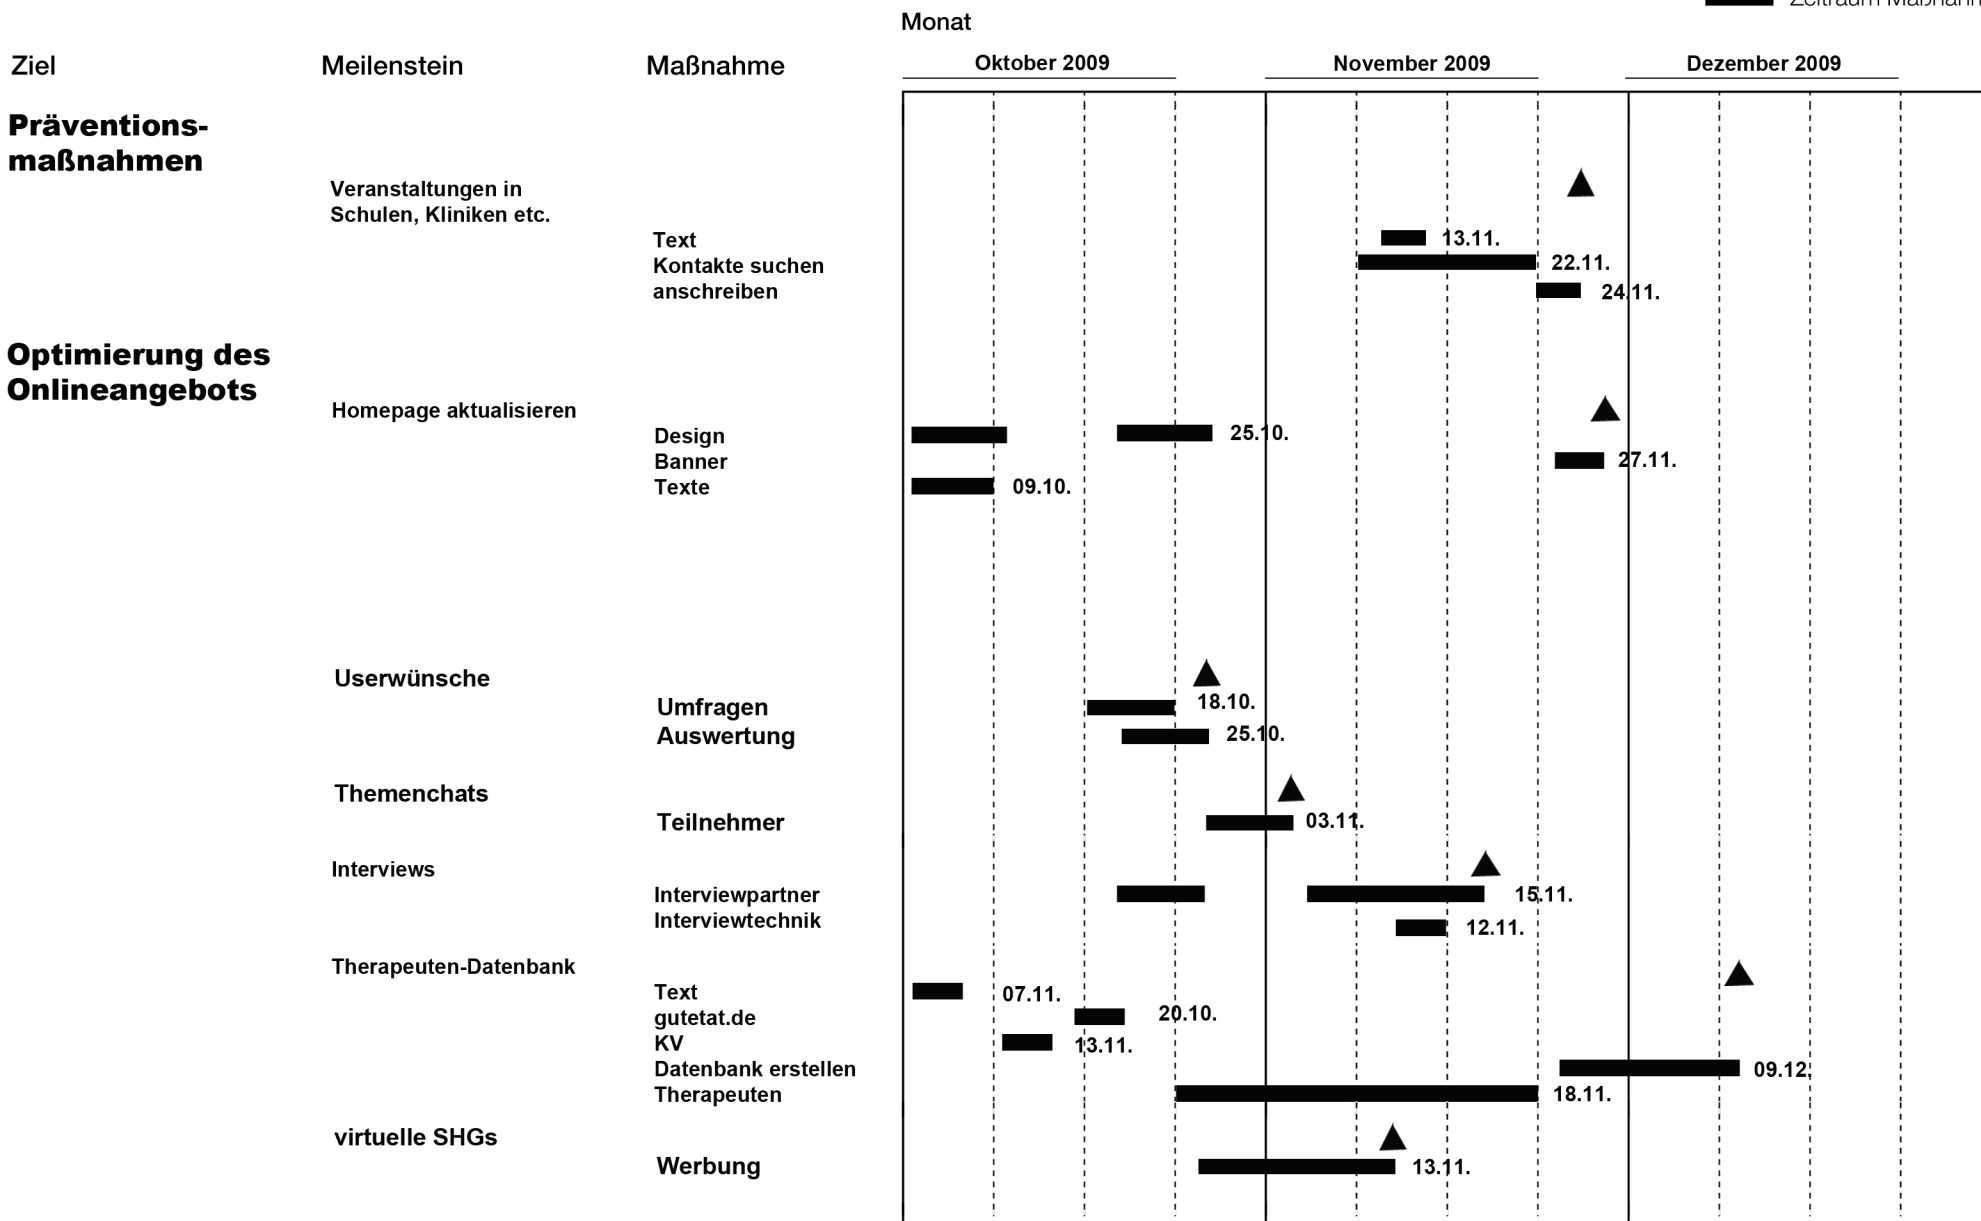 Zeitraum Maßnahm
Monat
Ziel Meilenstein Maßnahme Oktober 2009 November 2009 Dezember 2009
Präventions-
maßnahmen
Veranstaltungen in
Schulen, Kliniken etc.
Text 13.11.
Kontakte suchen 22.11.
anschreiben 24.11.
Optimierung des
Onlineangebots
Homepage aktualisieren
Design 25.10.
Banner 27.11.
Texte 09.10.
Userwünsche
Umfragen 18.10.
Auswertung 25.10.
Themenchats
Teilnehmer 03.11.
Interviews
Interviewpartner 15.11.
Interviewtechnik 12.11.
Therapeuten-Datenbank
Text 07.11.
gutetat.de 20.10.
KV 13.11.
Datenbank erstellen 09.12.
Therapeuten 18.11.
virtuelle SHGs
Werbung 13.11.